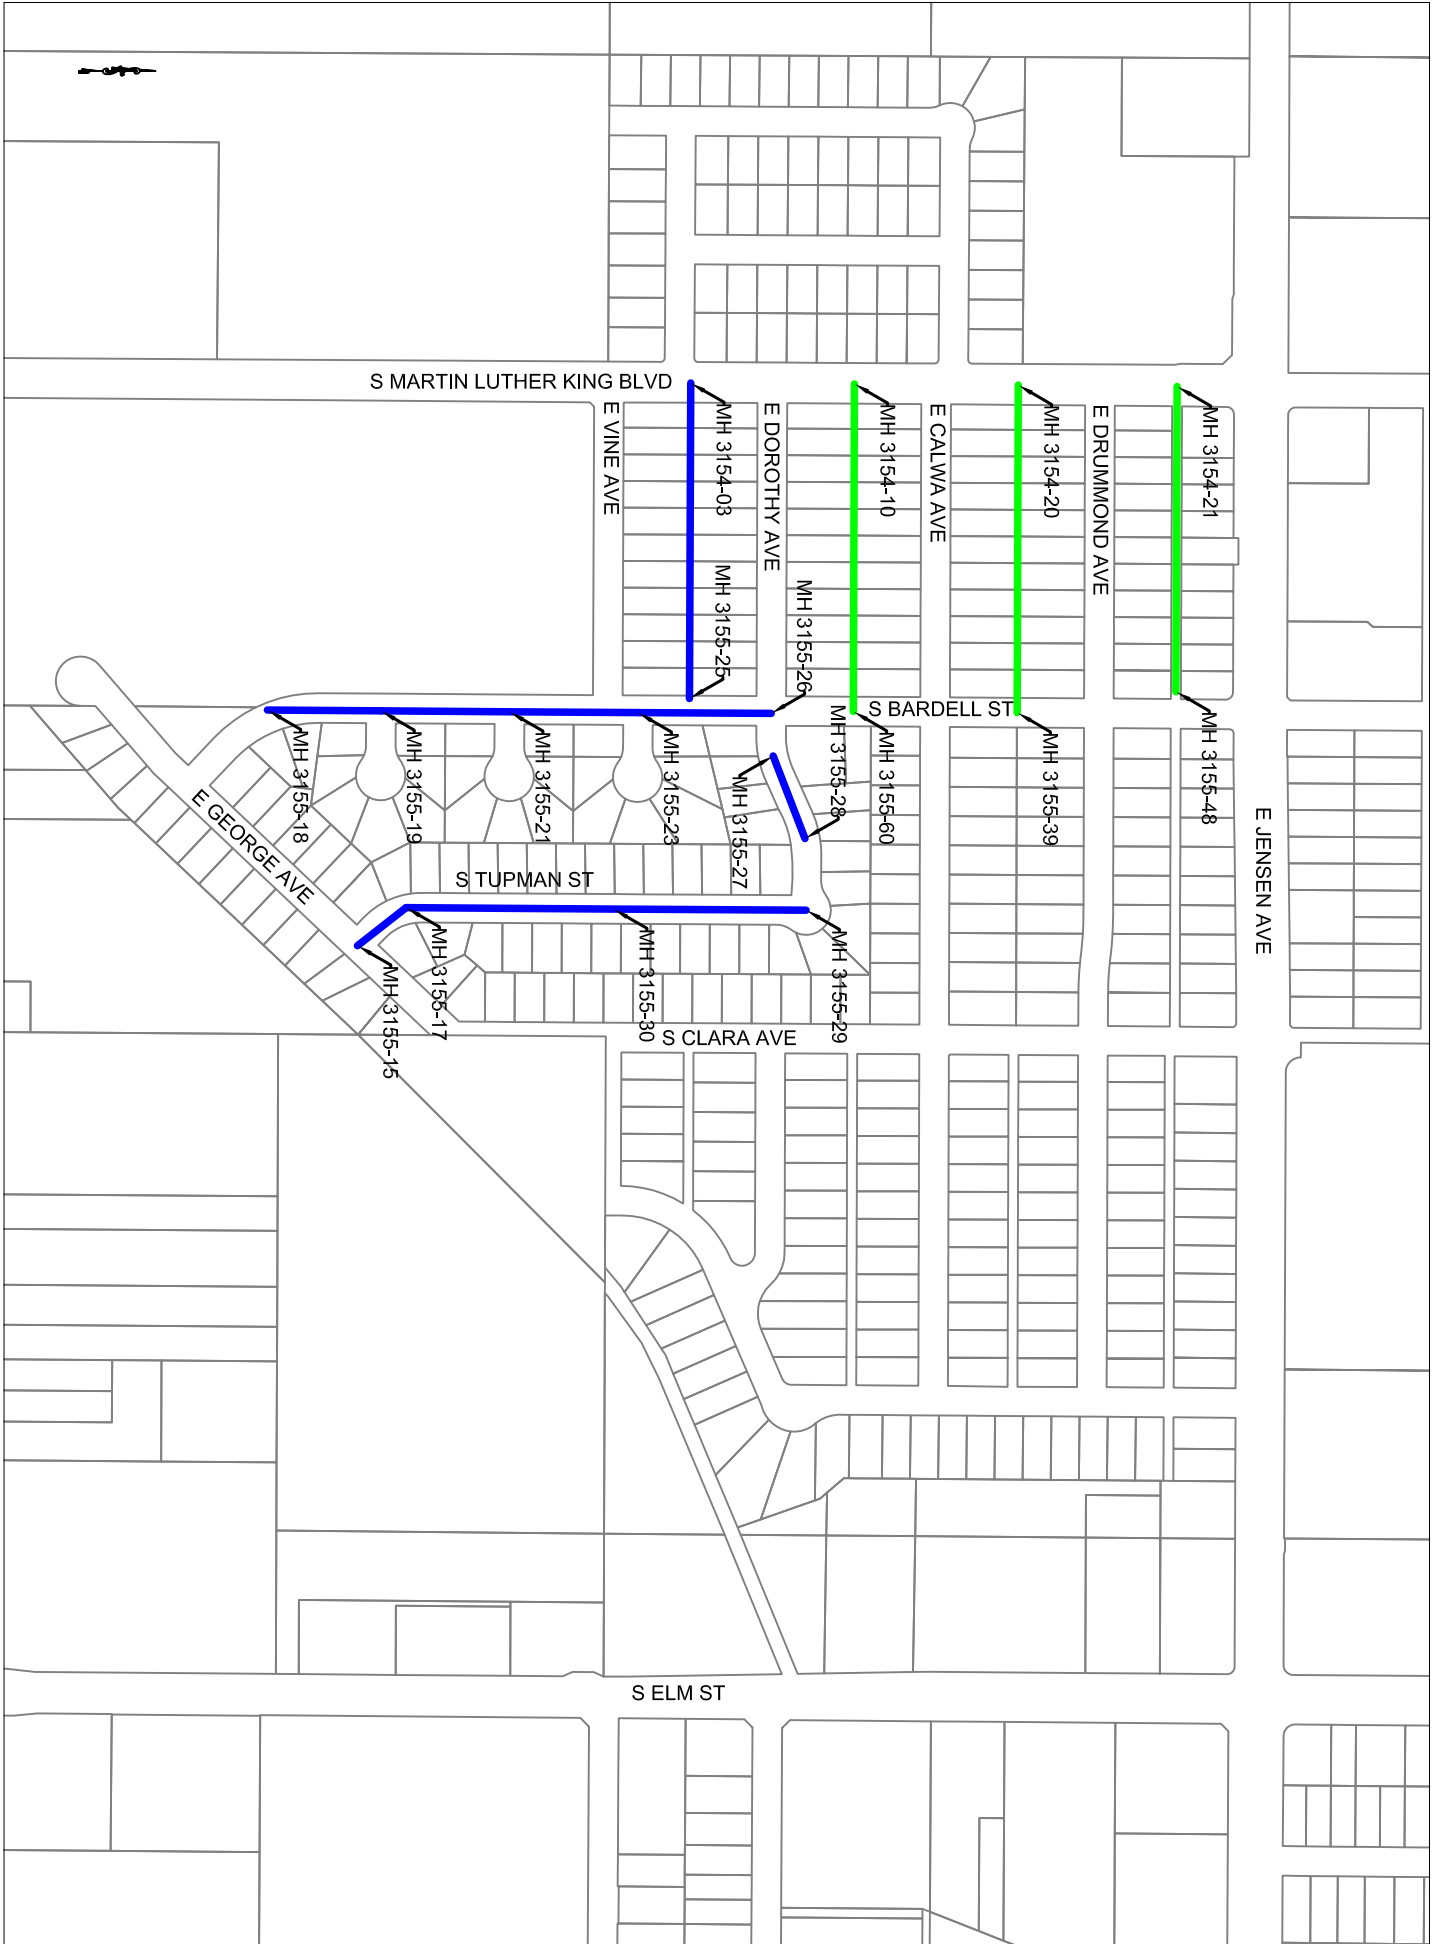 S MARTIN LUTHER KING BLVD
E VINE AVE
MH 3154-03
E DOROTHY AVE
MH 3154-10
E CALWA AVE
MH 3154-20
E DRUMMOND AVE
MH 3154-21
MH 3155-25
MH 3155-26
S BARDELL ST
MH 3155-18
MH 3155-19
MH 3155-21
MH 3155-23
MH 3155-27
MH 3155-28
MH 3155-60
MH 3155-39
MH 3155-48
E GEORGE AVE
S TUPMAN ST
E JENSEN AVE
MH 3155-15
MH 3155-17
MH 3155-30
MH 3155-29
S CLARA AVE
S ELM ST